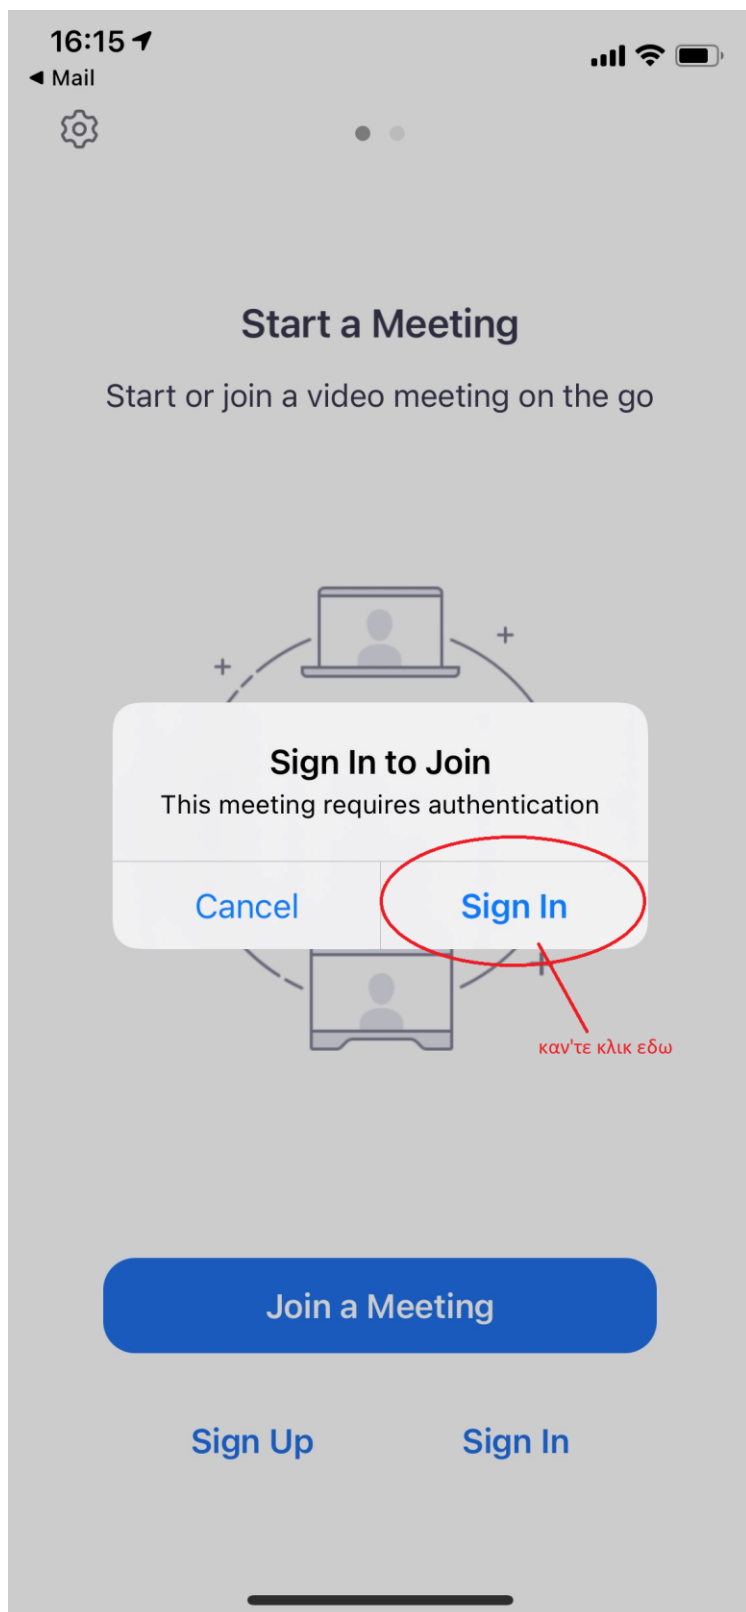 16:15
Mail
Start a Meeting
Start or join a video meeting on the go
Sign In to Join
This meeting requires authentication
Cancel
Sign In
καν'τε κλικ εδω
Join a Meeting
Sign Up
Sign In